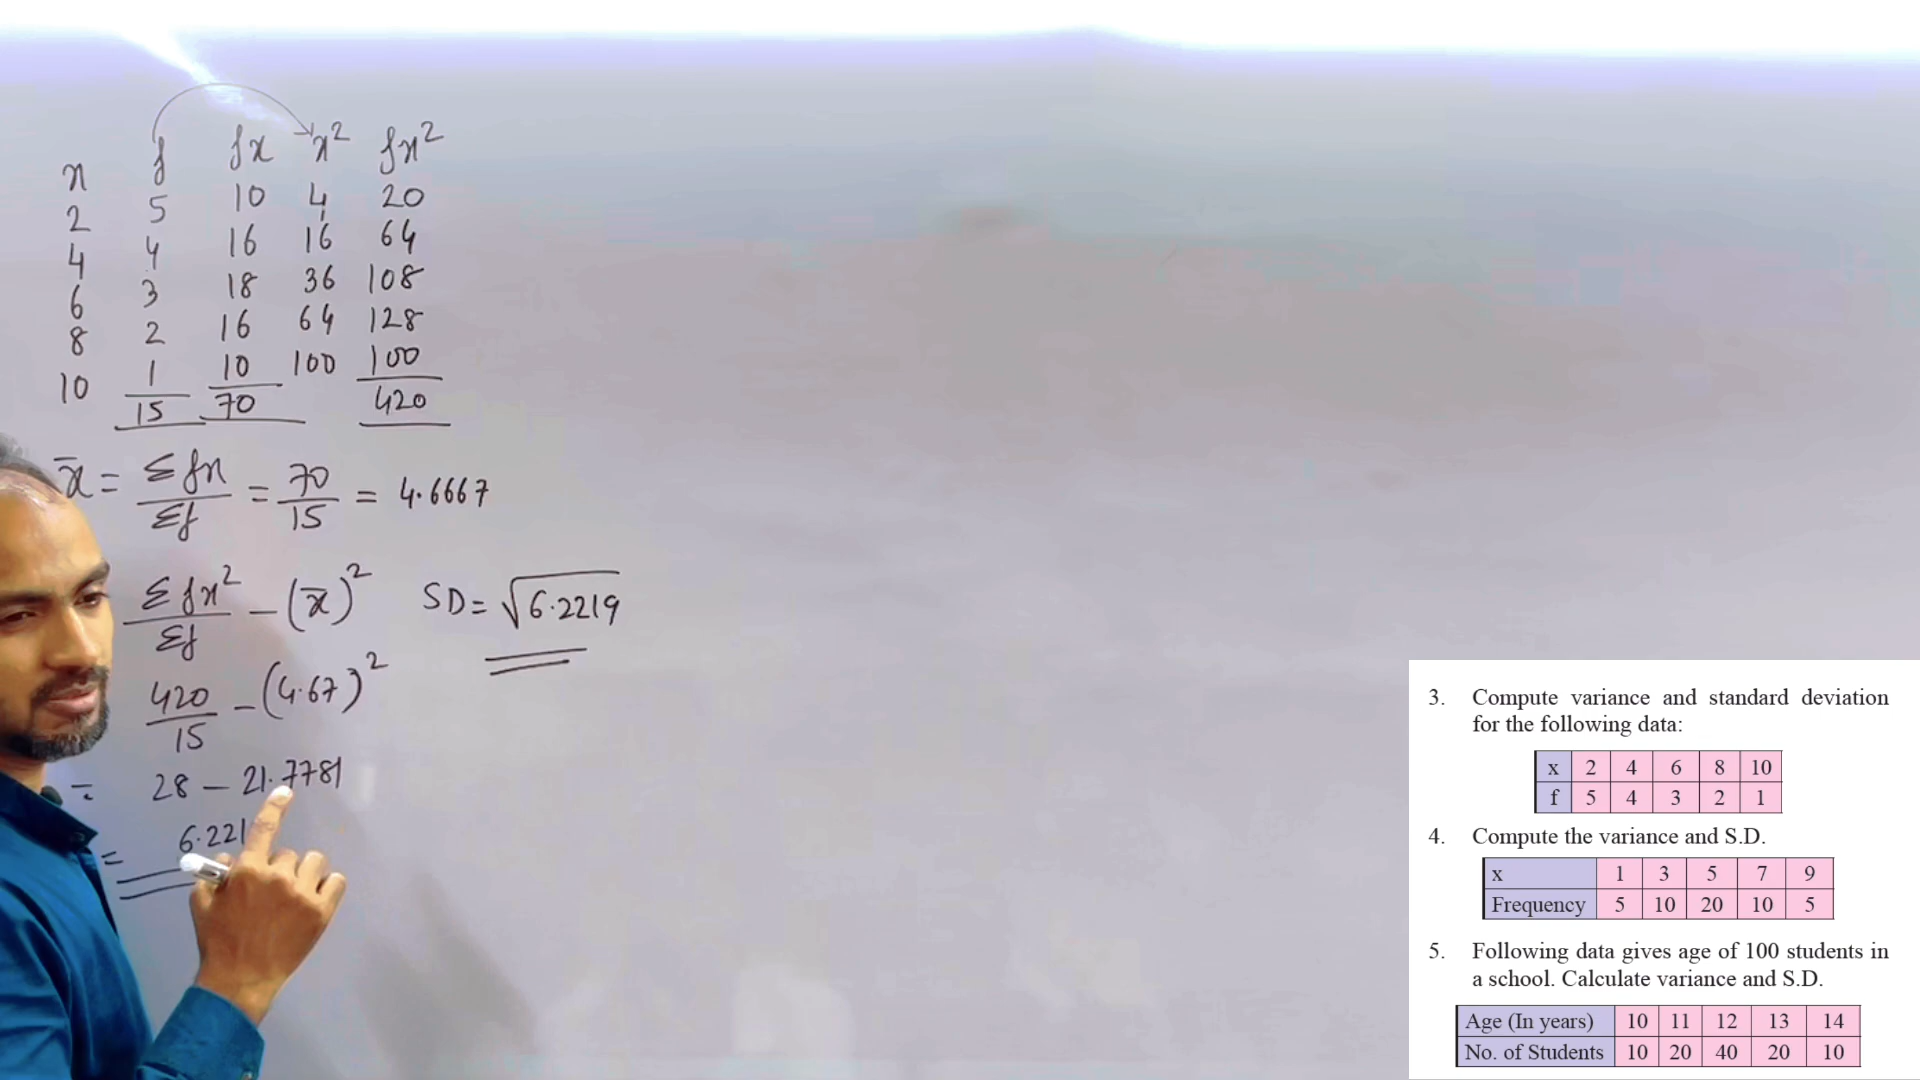 x f fx x² fx²
2 5 10 4 20
4 4 16 16 64
6 3 18 36 108
8 2 16 64 128
10 1 10 100 100
15 70 420
x̄ = Σfx/Σf = 70/15 = 4.6667
Σfx²/Σf - (x̄)² SD = √6.2219
420/15 - (4.67)²
= 28 - 21.7781
= 6.221
3. Compute variance and standard deviation
for the following data:
x 2 4 6 8 10
f 5 4 3 2 1
4. Compute the variance and S.D.
x 1 3 5 7 9
Frequency 5 10 20 10 5
5. Following data gives age of 100 students in
a school. Calculate variance and S.D.
Age (In years) 10 11 12 13 14
No. of Students 10 20 40 20 10